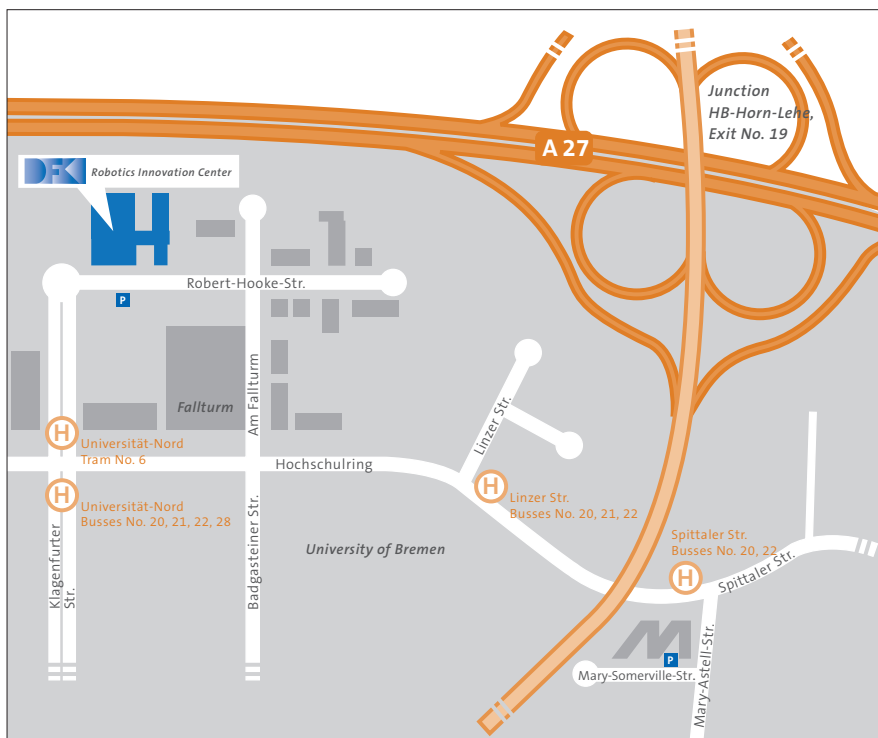 Junction
HB-Horn-Lehe,
Exit No. 19
A 27
DFK Robotics Innovation Center
Robert-Hooke-Str.
P
Am Fallturm
Fallturm
Linzer Str.
H
Universität-Nord
Tram No. 6
Hochschulring
H
Universität-Nord
Busses No. 20, 21, 22, 28
H
Linzer Str.
Busses No. 20, 21, 22
Klagenfurter
Str.
Badgasteiner Str.
University of Bremen
Spittaler Str.
Busses No. 20, 22
H
Spittaler Str.
P
Mary-Somerville-Str.
Mary-Astell-Str.